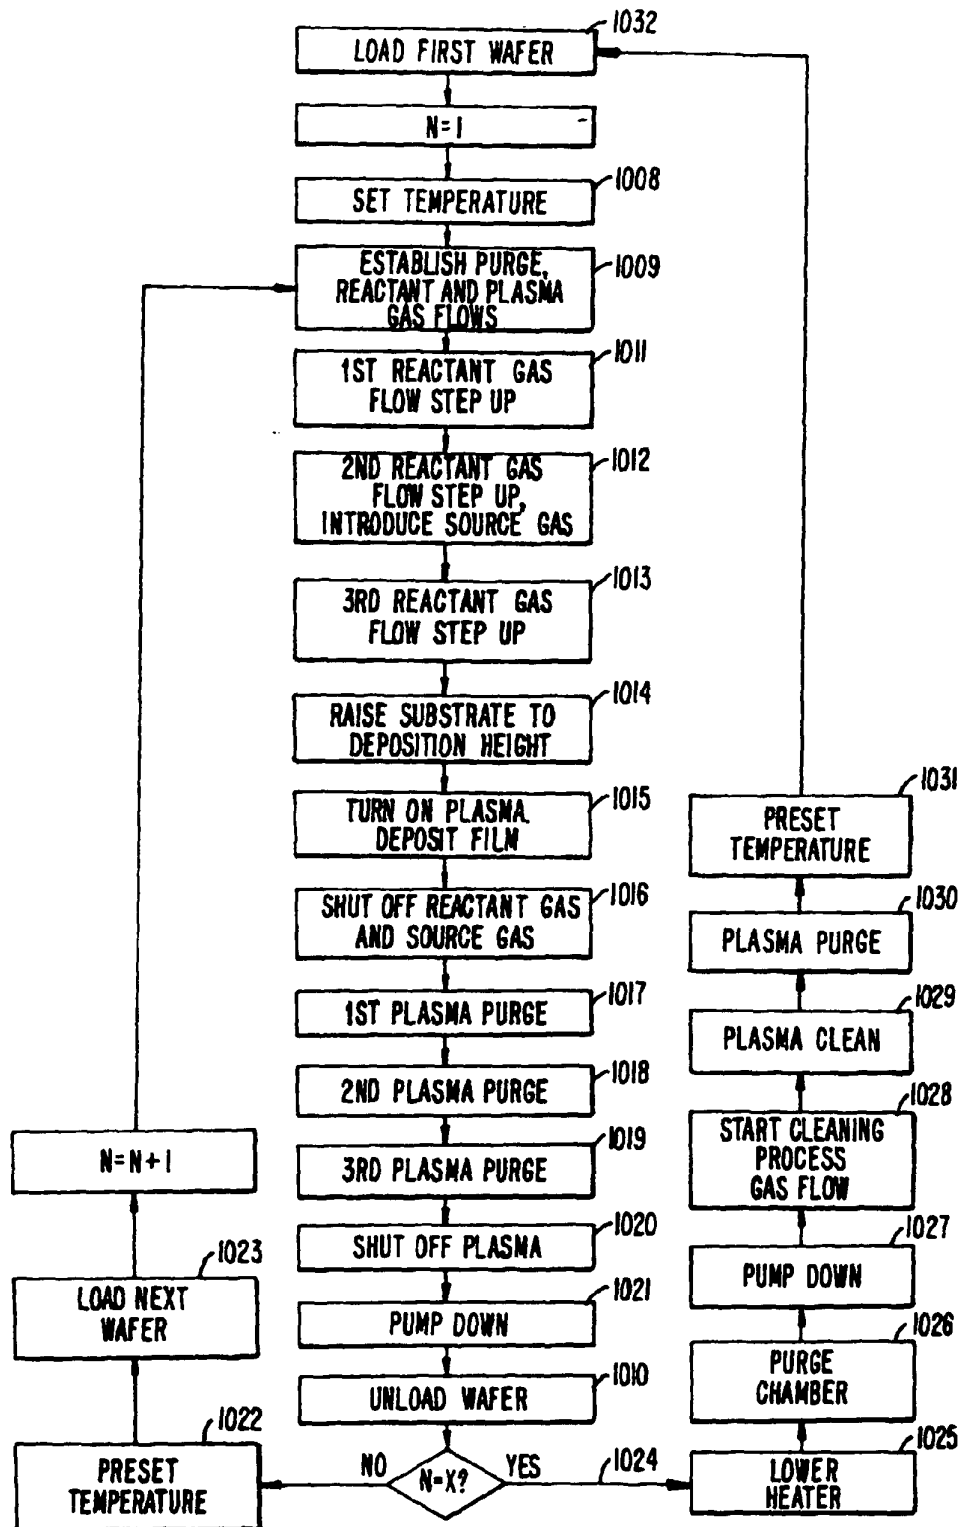 1032
LOAD FIRST WAFER
N=1
1008
SET TEMPERATURE
1009
ESTABLISH PURGE,
REACTANT AND PLASMA
GAS FLOWS
1011
1ST REACTANT GAS
FLOW STEP UP
1012
2ND REACTANT GAS
FLOW STEP UP,
INTRODUCE SOURCE GAS
1013
3RD REACTANT GAS
FLOW STEP UP
1014
RAISE SUBSTRATE TO
DEPOSITION HEIGHT
1015
TURN ON PLASMA.
DEPOSIT FILM
1016
SHUT OFF REACTANT GAS
AND SOURCE GAS
1017
1ST PLASMA PURGE
1018
2ND PLASMA PURGE
1019
3RD PLASMA PURGE
1020
SHUT OFF PLASMA
1021
PUMP DOWN
1010
UNLOAD WAFER
N=X?
NO
YES
1022
PRESET
TEMPERATURE
1023
LOAD NEXT
WAFER
N=N+1
1024
1025
LOWER
HEATER
1026
PURGE
CHAMBER
1027
PUMP DOWN
1028
START CLEANING
PROCESS
GAS FLOW
1029
PLASMA CLEAN
1030
PLASMA PURGE
1031
PRESET
TEMPERATURE